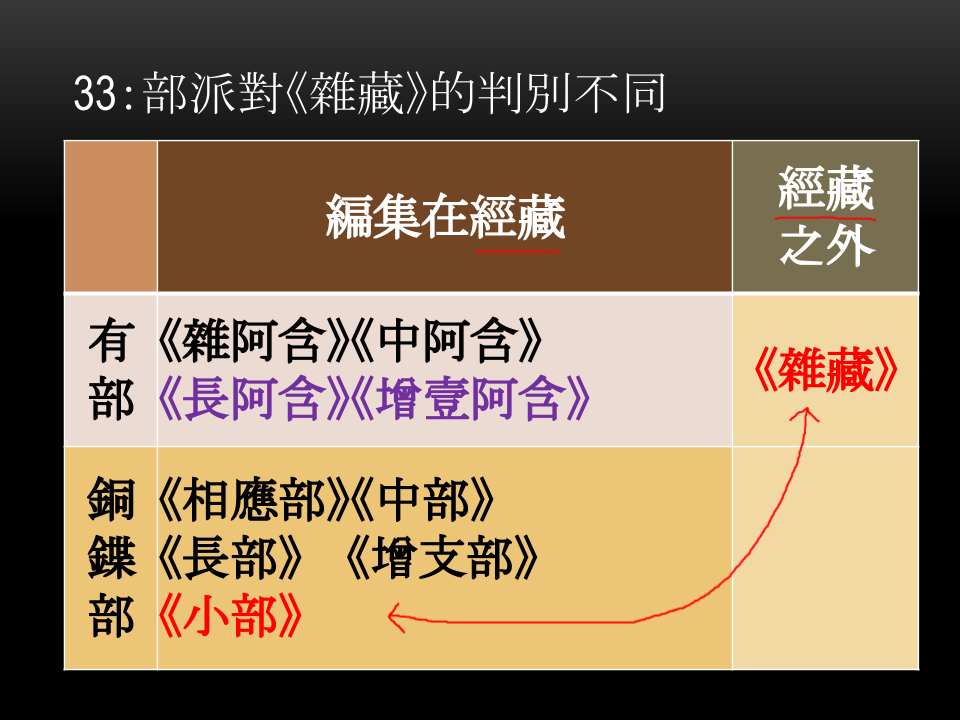 33:部派對《雜藏》的判別不同
編集在經藏
經藏
之外
有
部
《雜阿含》《中阿含》
《長阿含》《增壹阿含》
《雜藏》
銅
鍱
部
《相應部》《中部》
《長部》《增支部》
《小部》